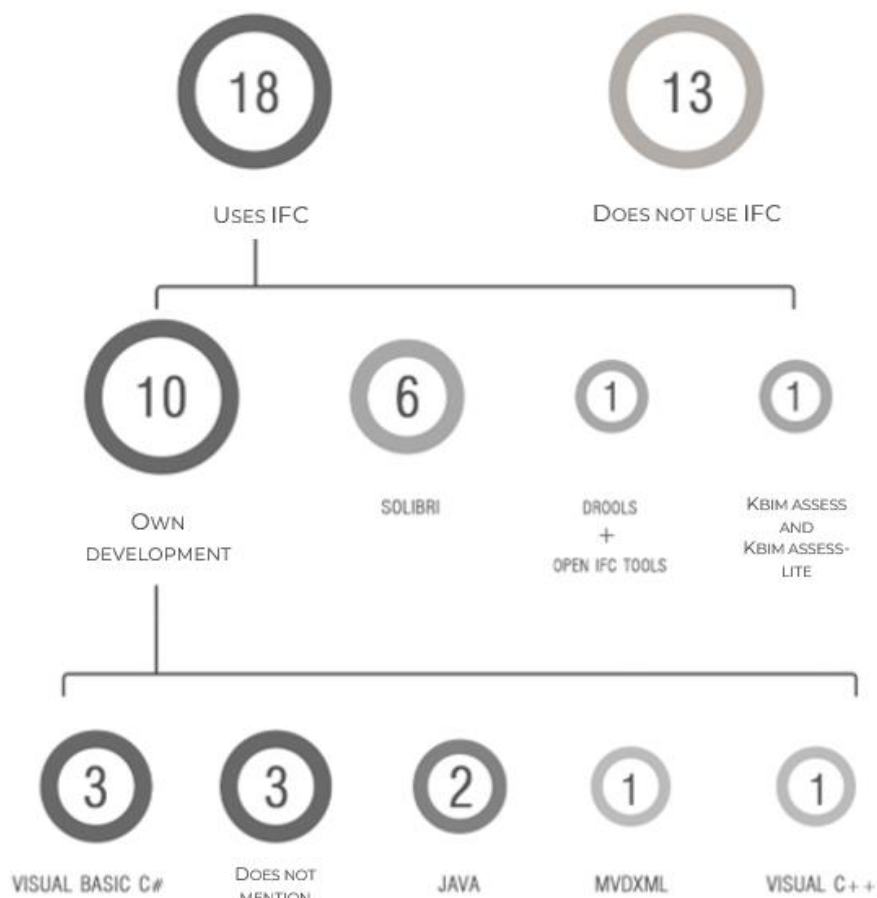 18
13
USES IFC
DOES NOT USE IFC
10
6
1
1
OWN
DEVELOPMENT
SOLIBRI
DROOLS
+
OPEN IFC TOOLS
KBIM ASSESS
AND
KBIM ASSESS-
LITE
3
3
2
1
1
VISUAL BASIC C#
DOES NOT
MENTION
JAVA
MVDXML
VISUAL C++